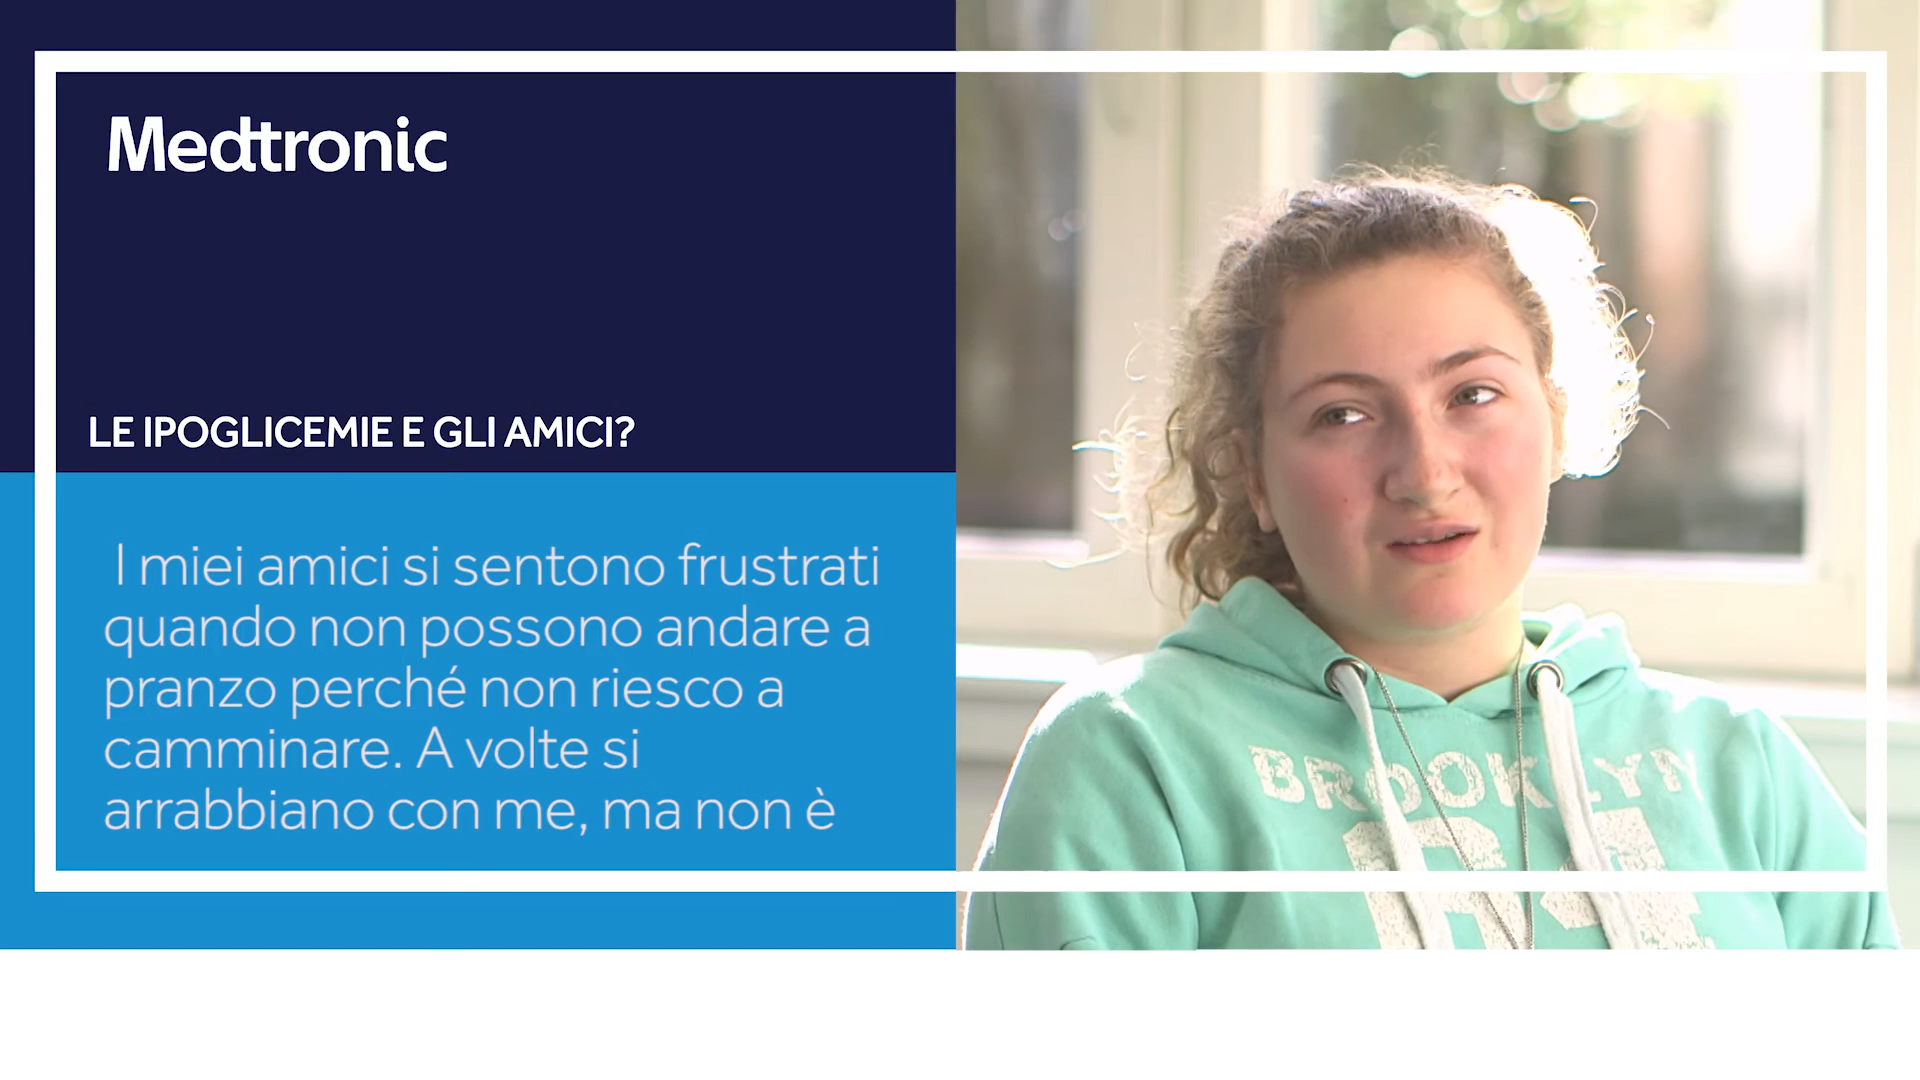 Medtronic
LE IPOGLICEMIE E GLI AMICI?
I miei amici si sentono frustrati
quando non possono andare a
pranzo perché non riesco a
camminare. A volte si
arrabbiano con me, ma non è
BROOKLYN